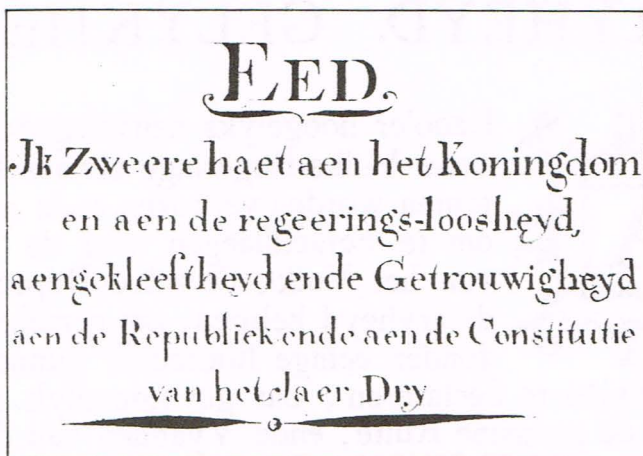 EED.
Jk Zweere haet aen het Koningdom
en aen de regeerings-loosheyd,
aengekleeftheyd ende Getrouwigheyd
aen de Republiek ende aen de Constitutie
van het Jaer Dry